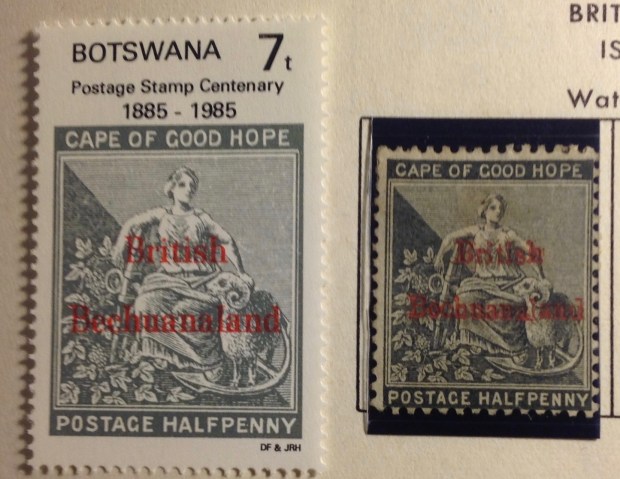 BOTSWANA 7t
Postage Stamp Centenary
1885 - 1985
CAPE OF GOOD HOPE
British
Bechuanaland
POSTAGE HALFPENNY
DF & JRH
BRIT
IS
Wat
CAPE OF GOOD HOPE
British
Bechuanaland
POSTAGE HALFPENNY